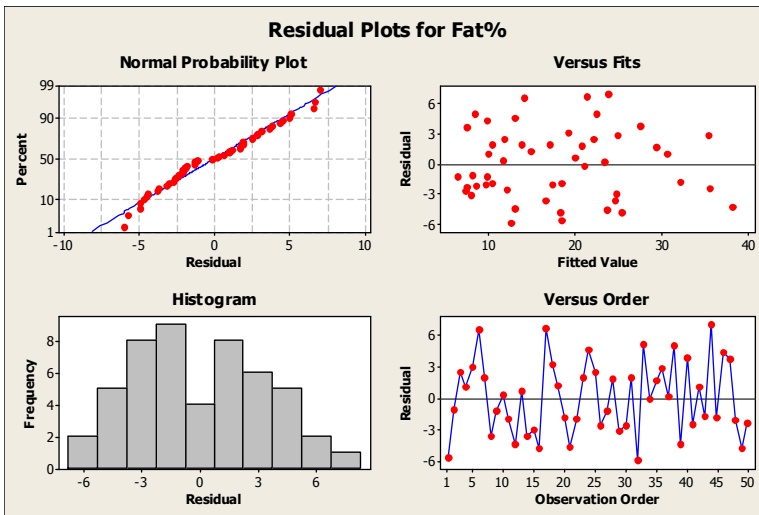 Residual Plots for Fat%
Normal Probability Plot
99
90
50
10
1
Percent
-10 -5 0 5 10
Residual
Versus Fits
6
3
0
-3
-6
Residual
10 20 30 40
Fitted Value
Histogram
8
6
4
2
0
Frequency
-6 -3 0 3 6
Residual
Versus Order
6
3
0
-3
-6
Residual
1 5 10 15 20 25 30 35 40 45 50
Observation Order